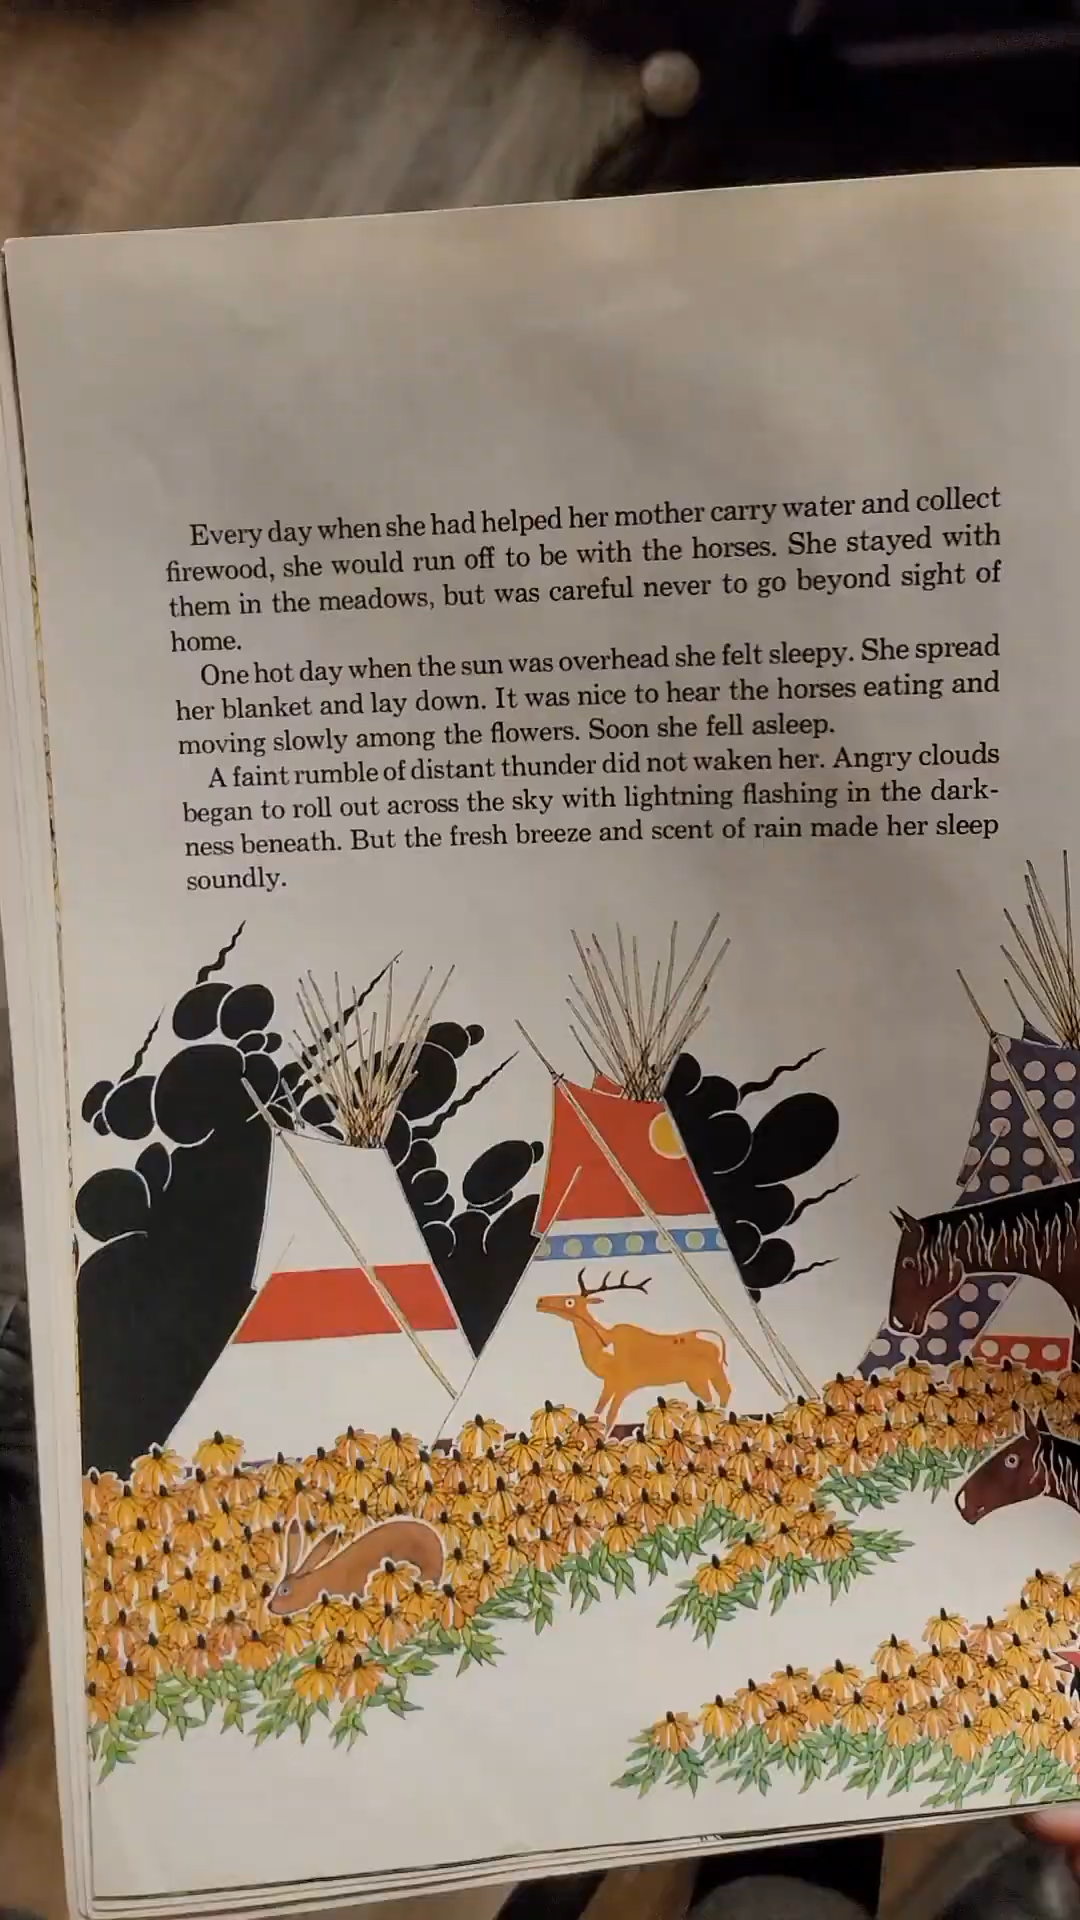 Every day when she had helped her mother carry water and collect
firewood, she would run off to be with the horses. She stayed with
them in the meadows, but was careful never to go beyond sight of
home.
One hot day when the sun was overhead she felt sleepy. She spread
her blanket and lay down. It was nice to hear the horses eating and
moving slowly among the flowers. Soon she fell asleep.
A faint rumble of distant thunder did not waken her. Angry clouds
began to roll out across the sky with lightning flashing in the dark-
ness beneath. But the fresh breeze and scent of rain made her sleep
soundly.